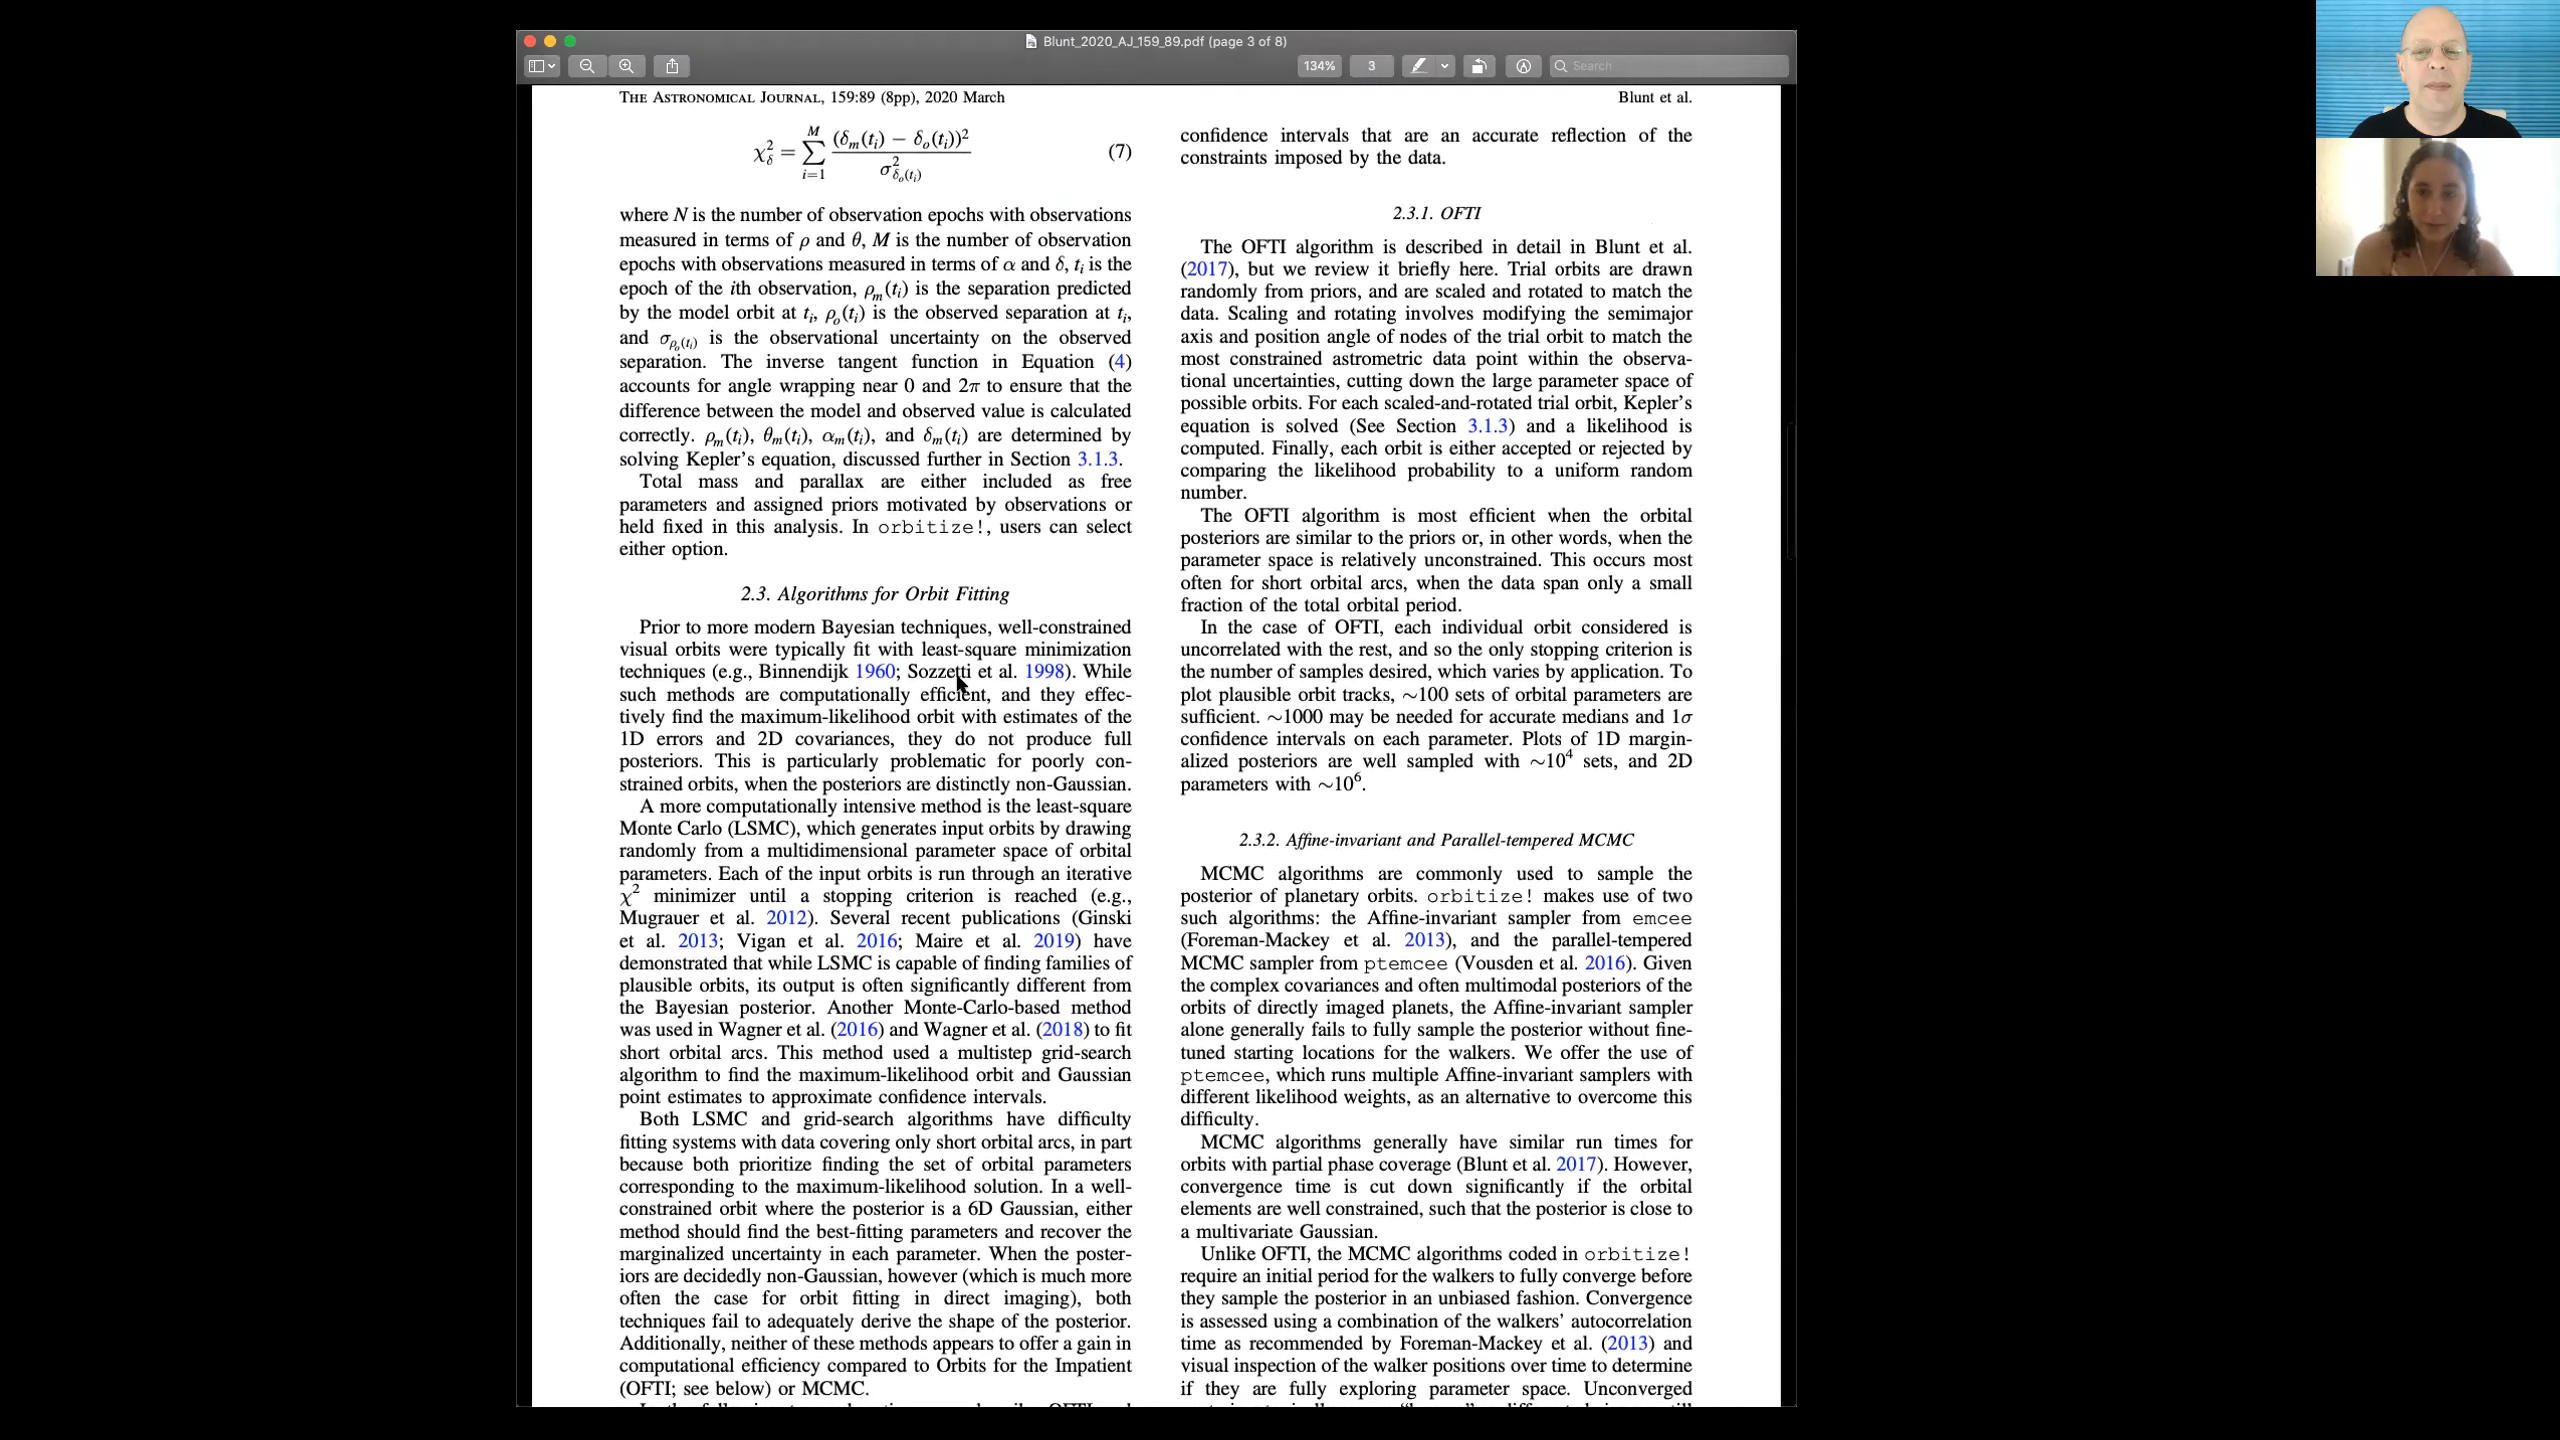 Blunt_2020_AJ_159_89.pdf (page 3 of 8)
134%
3
Search
THE ASTRONOMICAL JOURNAL, 159:89 (8pp), 2020 March
Blunt et al.
χ²_δ = Σ_{i=1}^{M} (δ_m(t_i) − δ_o(t_i))² / σ²_{δ_o(t_i)} (7)
where N is the number of observation epochs with observations
measured in terms of ρ and θ, M is the number of observation
epochs with observations measured in terms of α and δ, t_i is the
epoch of the ith observation, ρ_m(t_i) is the separation predicted
by the model orbit at t_i, ρ_o(t_i) is the observed separation at t_i,
and σ_{ρ_o(t_i)} is the observational uncertainty on the observed
separation. The inverse tangent function in Equation (4)
accounts for angle wrapping near 0 and 2π to ensure that the
difference between the model and observed value is calculated
correctly. ρ_m(t_i), θ_m(t_i), α_m(t_i), and δ_m(t_i) are determined by
solving Kepler's equation, discussed further in Section 3.1.3.
Total mass and parallax are either included as free
parameters and assigned priors motivated by observations or
held fixed in this analysis. In orbitize!, users can select
either option.
2.3. Algorithms for Orbit Fitting
Prior to more modern Bayesian techniques, well-constrained
visual orbits were typically fit with least-square minimization
techniques (e.g., Binnendijk 1960; Sozzetti et al. 1998). While
such methods are computationally efficient, and they effec-
tively find the maximum-likelihood orbit with estimates of the
1D errors and 2D covariances, they do not produce full
posteriors. This is particularly problematic for poorly con-
strained orbits, when the posteriors are distinctly non-Gaussian.
A more computationally intensive method is the least-square
Monte Carlo (LSMC), which generates input orbits by drawing
randomly from a multidimensional parameter space of orbital
parameters. Each of the input orbits is run through an iterative
χ² minimizer until a stopping criterion is reached (e.g.,
Mugrauer et al. 2012). Several recent publications (Ginski
et al. 2013; Vigan et al. 2016; Maire et al. 2019) have
demonstrated that while LSMC is capable of finding families of
plausible orbits, its output is often significantly different from
the Bayesian posterior. Another Monte-Carlo-based method
was used in Wagner et al. (2016) and Wagner et al. (2018) to fit
short orbital arcs. This method used a multistep grid-search
algorithm to find the maximum-likelihood orbit and Gaussian
point estimates to approximate confidence intervals.
Both LSMC and grid-search algorithms have difficulty
fitting systems with data covering only short orbital arcs, in part
because both prioritize finding the set of orbital parameters
corresponding to the maximum-likelihood solution. In a well-
constrained orbit where the posterior is a 6D Gaussian, either
method should find the best-fitting parameters and recover the
marginalized uncertainty in each parameter. When the poster-
iors are decidedly non-Gaussian, however (which is much more
often the case for orbit fitting in direct imaging), both
techniques fail to adequately derive the shape of the posterior.
Additionally, neither of these methods appears to offer a gain in
computational efficiency compared to Orbits for the Impatient
(OFTI; see below) or MCMC.
confidence intervals that are an accurate reflection of the
constraints imposed by the data.
2.3.1. OFTI
The OFTI algorithm is described in detail in Blunt et al.
(2017), but we review it briefly here. Trial orbits are drawn
randomly from priors, and are scaled and rotated to match the
data. Scaling and rotating involves modifying the semimajor
axis and position angle of nodes of the trial orbit to match the
most constrained astrometric data point within the observa-
tional uncertainties, cutting down the large parameter space of
possible orbits. For each scaled-and-rotated trial orbit, Kepler's
equation is solved (See Section 3.1.3) and a likelihood is
computed. Finally, each orbit is either accepted or rejected by
comparing the likelihood probability to a uniform random
number.
The OFTI algorithm is most efficient when the orbital
posteriors are similar to the priors or, in other words, when the
parameter space is relatively unconstrained. This occurs most
often for short orbital arcs, when the data span only a small
fraction of the total orbital period.
In the case of OFTI, each individual orbit considered is
uncorrelated with the rest, and so the only stopping criterion is
the number of samples desired, which varies by application. To
plot plausible orbit tracks, ~100 sets of orbital parameters are
sufficient. ~1000 may be needed for accurate medians and 1σ
confidence intervals on each parameter. Plots of 1D margin-
alized posteriors are well sampled with ~10⁴ sets, and 2D
parameters with ~10⁶.
2.3.2. Affine-invariant and Parallel-tempered MCMC
MCMC algorithms are commonly used to sample the
posterior of planetary orbits. orbitize! makes use of two
such algorithms: the Affine-invariant sampler from emcee
(Foreman-Mackey et al. 2013), and the parallel-tempered
MCMC sampler from ptemcee (Vousden et al. 2016). Given
the complex covariances and often multimodal posteriors of the
orbits of directly imaged planets, the Affine-invariant sampler
alone generally fails to fully sample the posterior without fine-
tuned starting locations for the walkers. We offer the use of
ptemcee, which runs multiple Affine-invariant samplers with
different likelihood weights, as an alternative to overcome this
difficulty.
MCMC algorithms generally have similar run times for
orbits with partial phase coverage (Blunt et al. 2017). However,
convergence time is cut down significantly if the orbital
elements are well constrained, such that the posterior is close to
a multivariate Gaussian.
Unlike OFTI, the MCMC algorithms coded in orbitize!
require an initial period for the walkers to fully converge before
they sample the posterior in an unbiased fashion. Convergence
is assessed using a combination of the walkers' autocorrelation
time as recommended by Foreman-Mackey et al. (2013) and
visual inspection of the walker positions over time to determine
if they are fully exploring parameter space. Unconverged